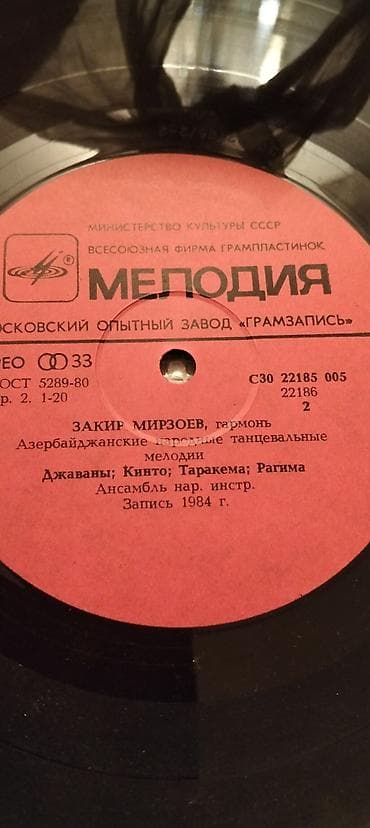 МИНИСТЕРСТВО КУЛЬТУРЫ СССР
ВСЕСОЮЗНАЯ ФИРМА ГРАМПЛАСТИНОК
® МЕЛОДИЯ
ОСКОВСКИЙ ОПЫТНЫЙ ЗАВОД «ГРАМЗАПИСЬ»
РЕО 33
ОСТ 5289-80
р. 2. 1-20
С30 22185 005
22186
2
ЗАКИР МИРЗОЕВ, гармонь
Азербайджанские народные танцевальные
мелодии
Джаваны; Кинто; Таракема; Рагима
Ансамбль нар. инстр.
Запись 1984 г.